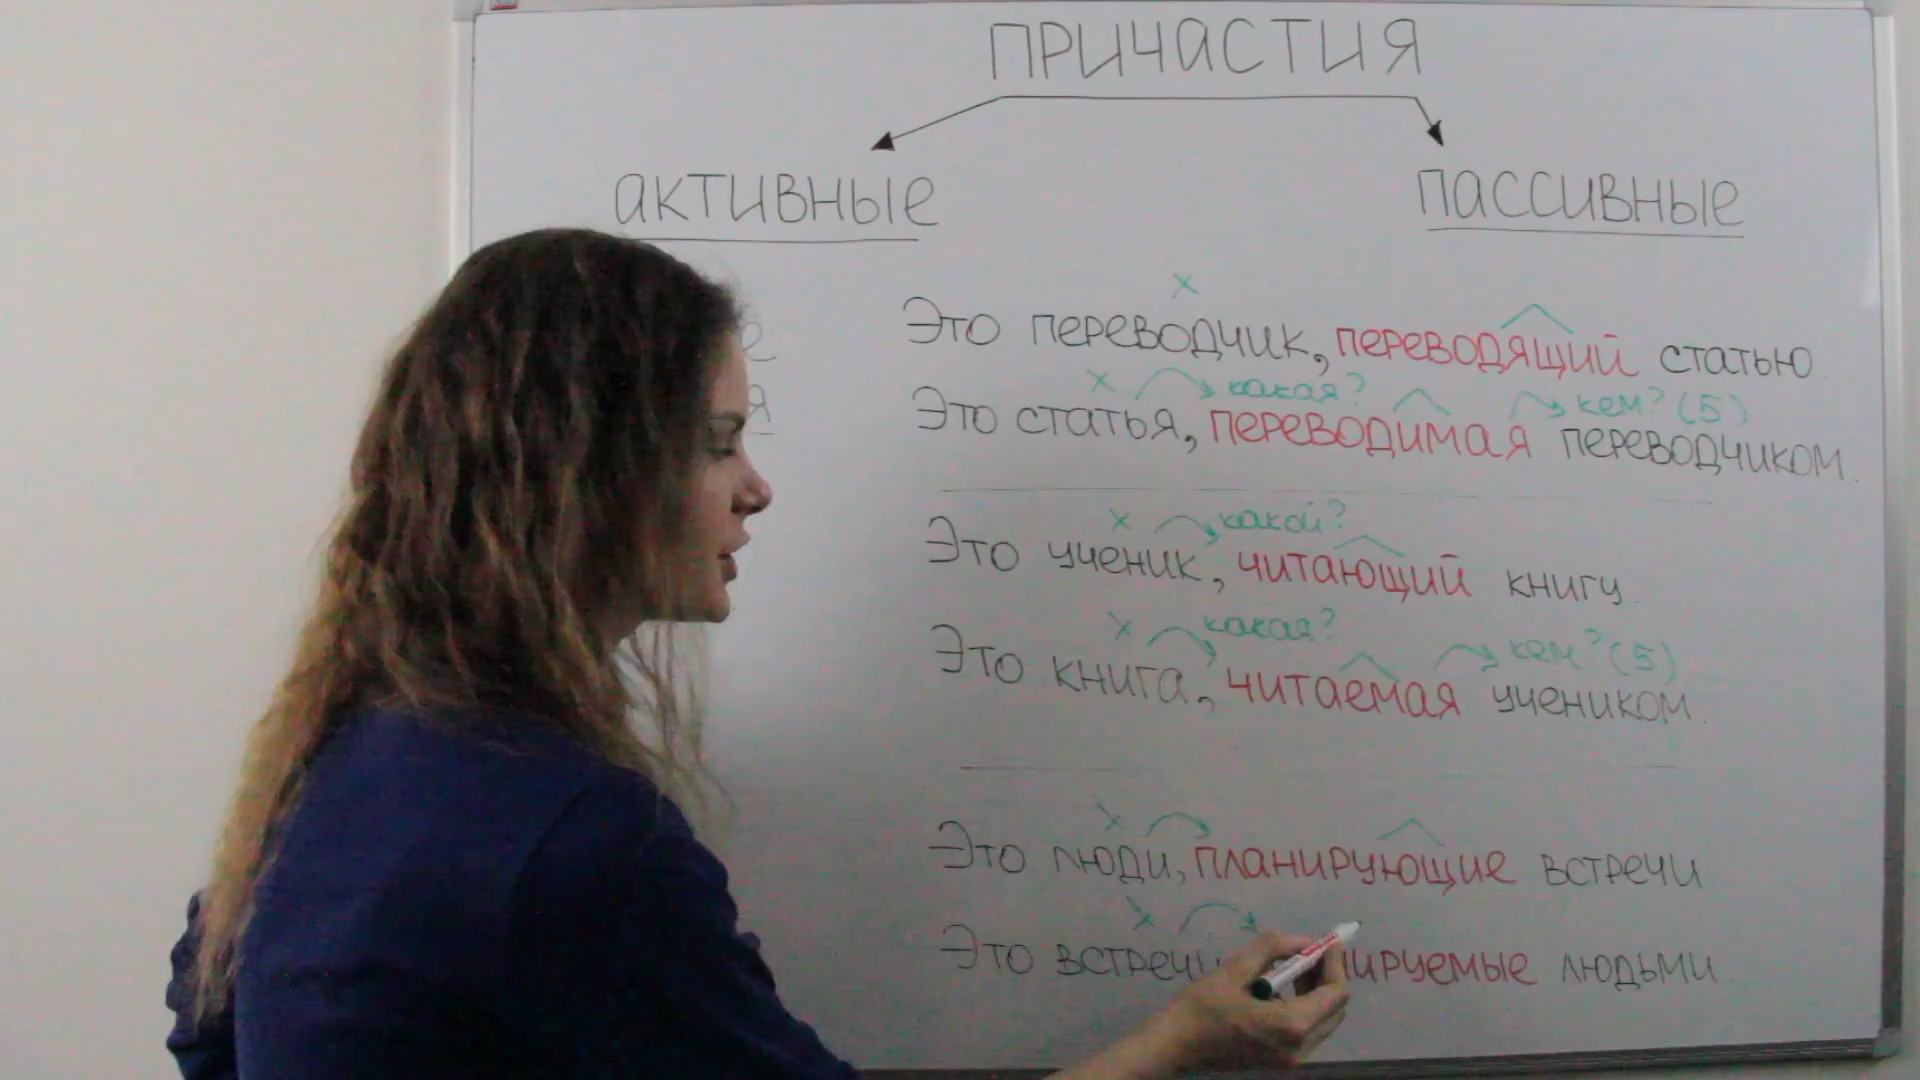 ПРИЧАСТИЯ
активные пассивные
х
Это переводчик, переводящий статью.
х какая? кем? (5)
Это статья, переводимая переводчиком.
х какой?
Это ученик, читающий книгу.
х какая? кем? (5)
Это книга, читаемая учеником.
х
Это люди, планирующие встречи
х
Это встречи людьми